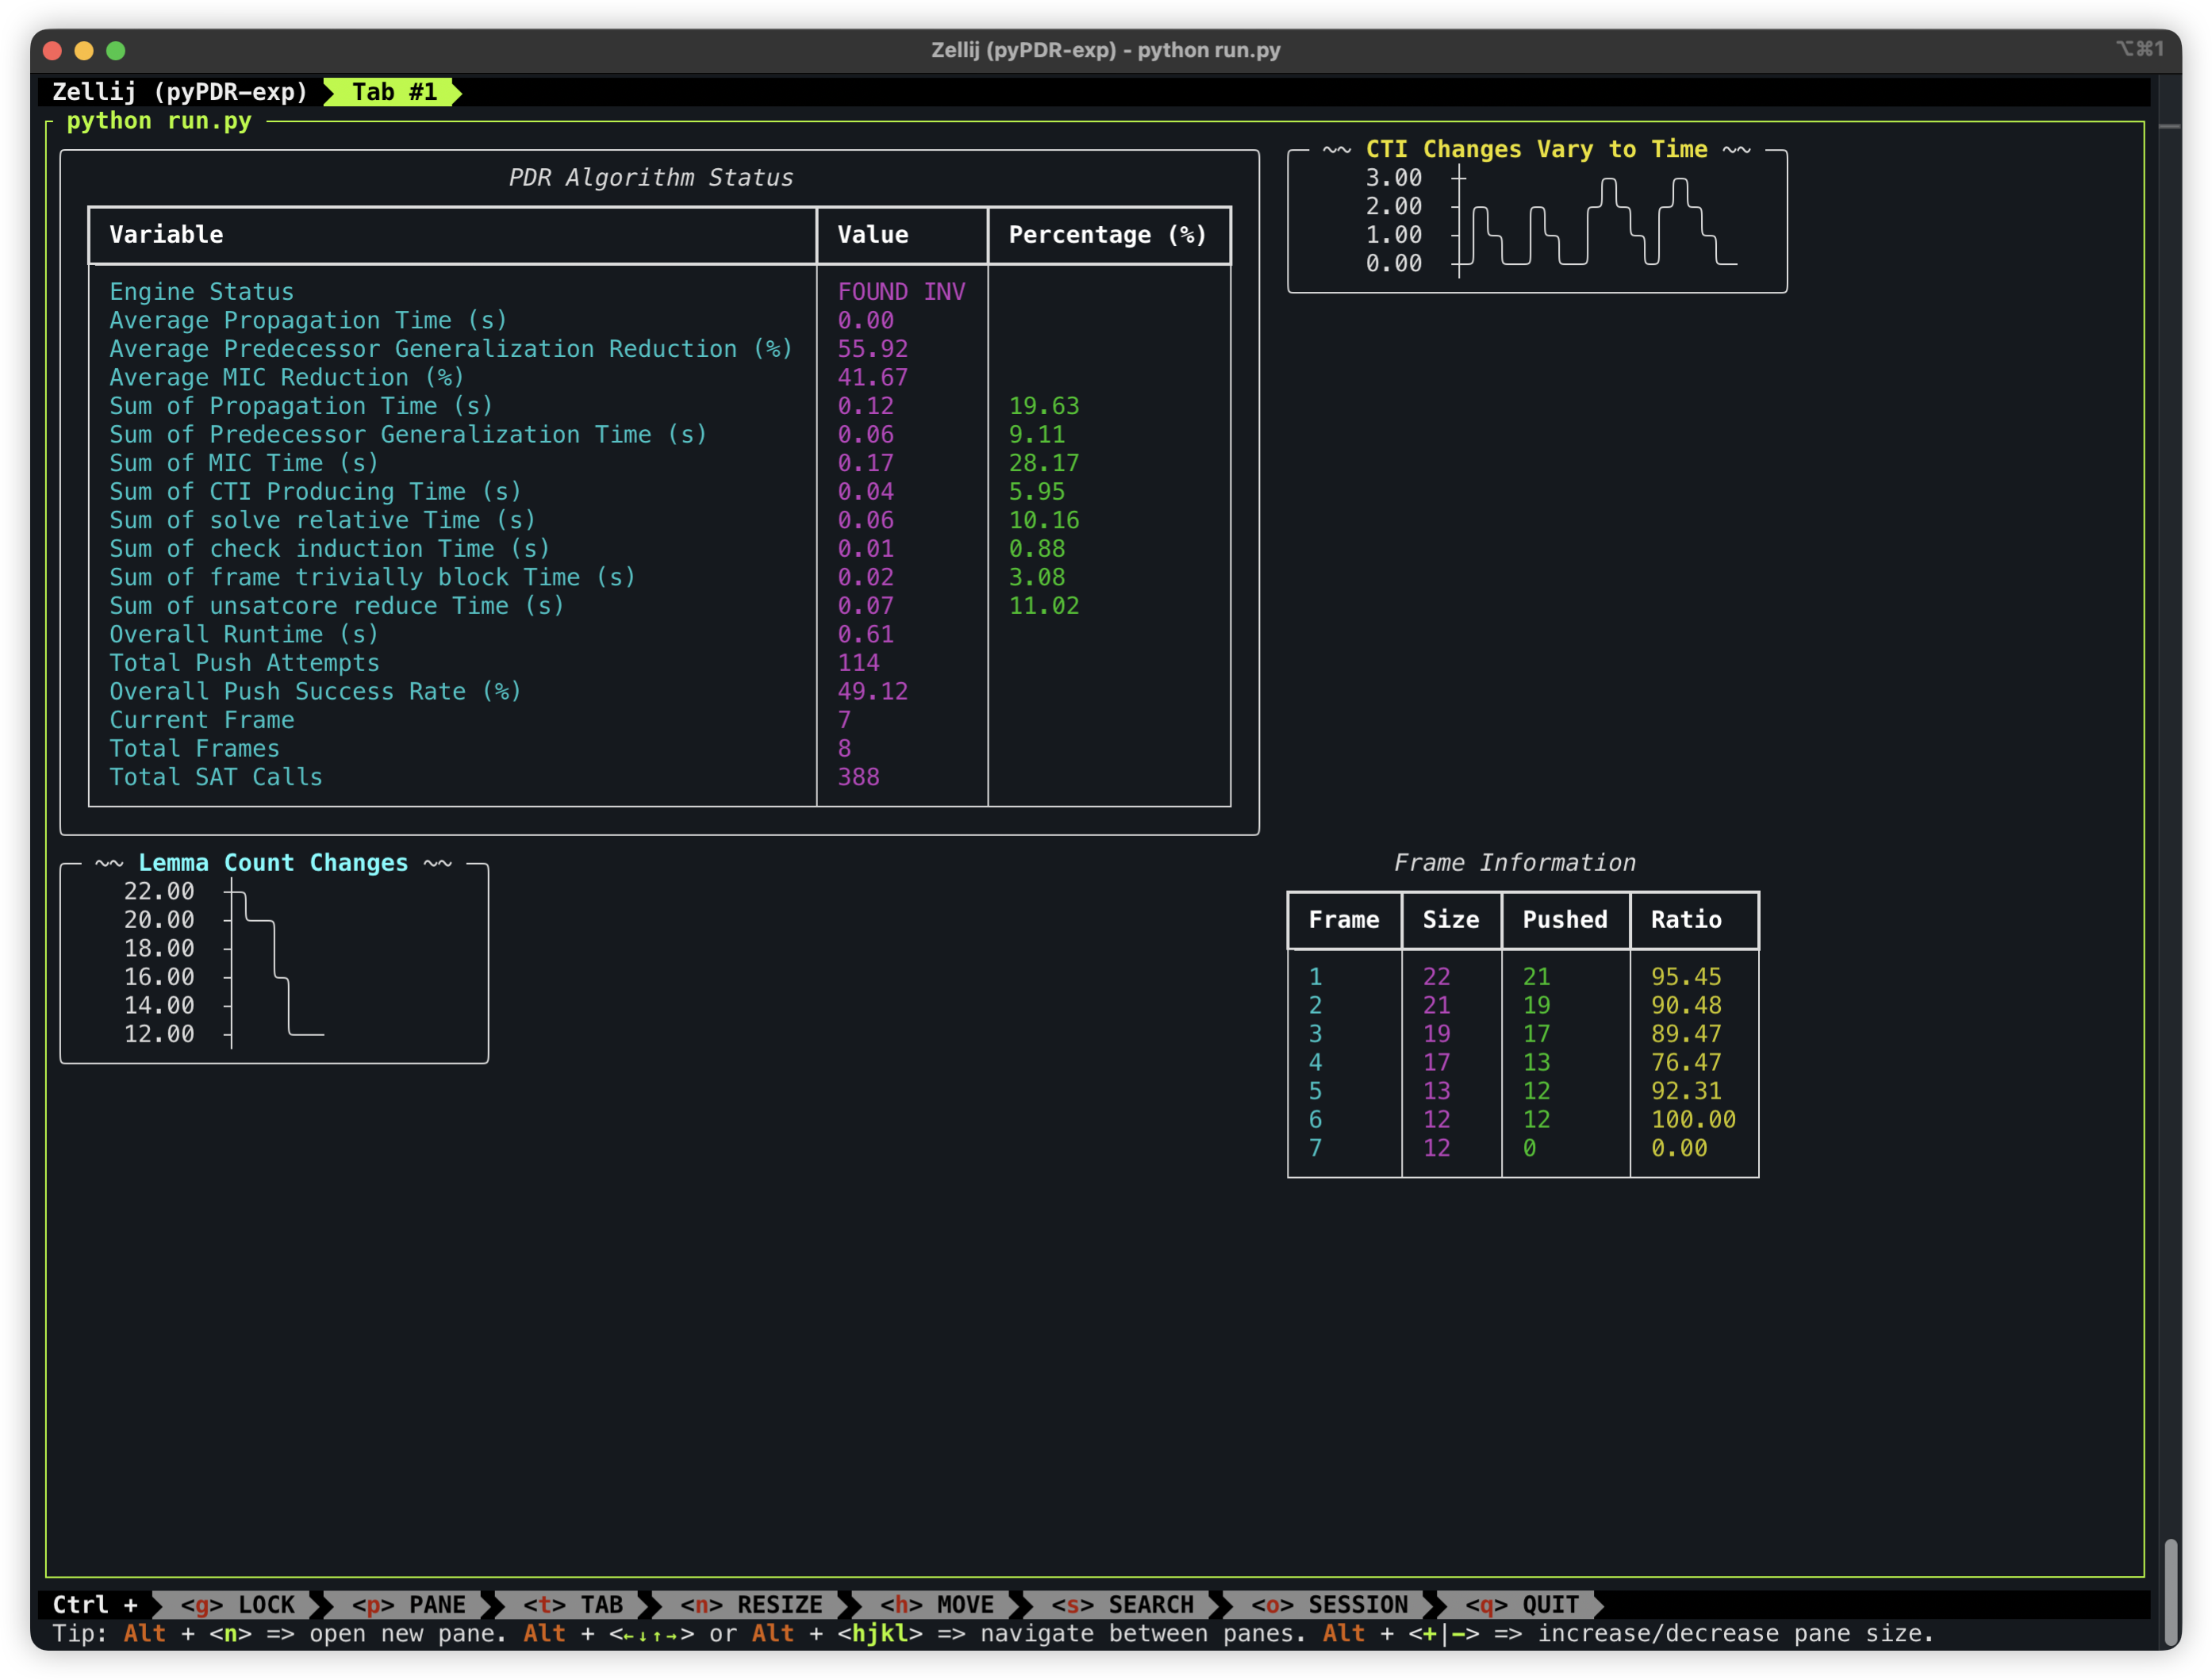 Zellij (pyPDR-exp) - python run.py
⌥⌘1
Zellij (pyPDR-exp) Tab #1
python run.py
PDR Algorithm Status
Variable Value Percentage (%)
Engine Status FOUND INV
Average Propagation Time (s) 0.00
Average Predecessor Generalization Reduction (%) 55.92
Average MIC Reduction (%) 41.67
Sum of Propagation Time (s) 0.12 19.63
Sum of Predecessor Generalization Time (s) 0.06 9.11
Sum of MIC Time (s) 0.17 28.17
Sum of CTI Producing Time (s) 0.04 5.95
Sum of solve relative Time (s) 0.06 10.16
Sum of check induction Time (s) 0.01 0.88
Sum of frame trivially block Time (s) 0.02 3.08
Sum of unsatcore reduce Time (s) 0.07 11.02
Overall Runtime (s) 0.61
Total Push Attempts 114
Overall Push Success Rate (%) 49.12
Current Frame 7
Total Frames 8
Total SAT Calls 388
~~ CTI Changes Vary to Time ~~
3.00
2.00
1.00
0.00
~~ Lemma Count Changes ~~
22.00
20.00
18.00
16.00
14.00
12.00
Frame Information
Frame Size Pushed Ratio
1 22 21 95.45
2 21 19 90.48
3 19 17 89.47
4 17 13 76.47
5 13 12 92.31
6 12 12 100.00
7 12 0 0.00
Ctrl + <g> LOCK <p> PANE <t> TAB <n> RESIZE <h> MOVE <s> SEARCH <o> SESSION <q> QUIT
Tip: Alt + <n> => open new pane. Alt + <←↓↑→> or Alt + <hjkl> => navigate between panes. Alt + <+|-> => increase/decrease pane size.